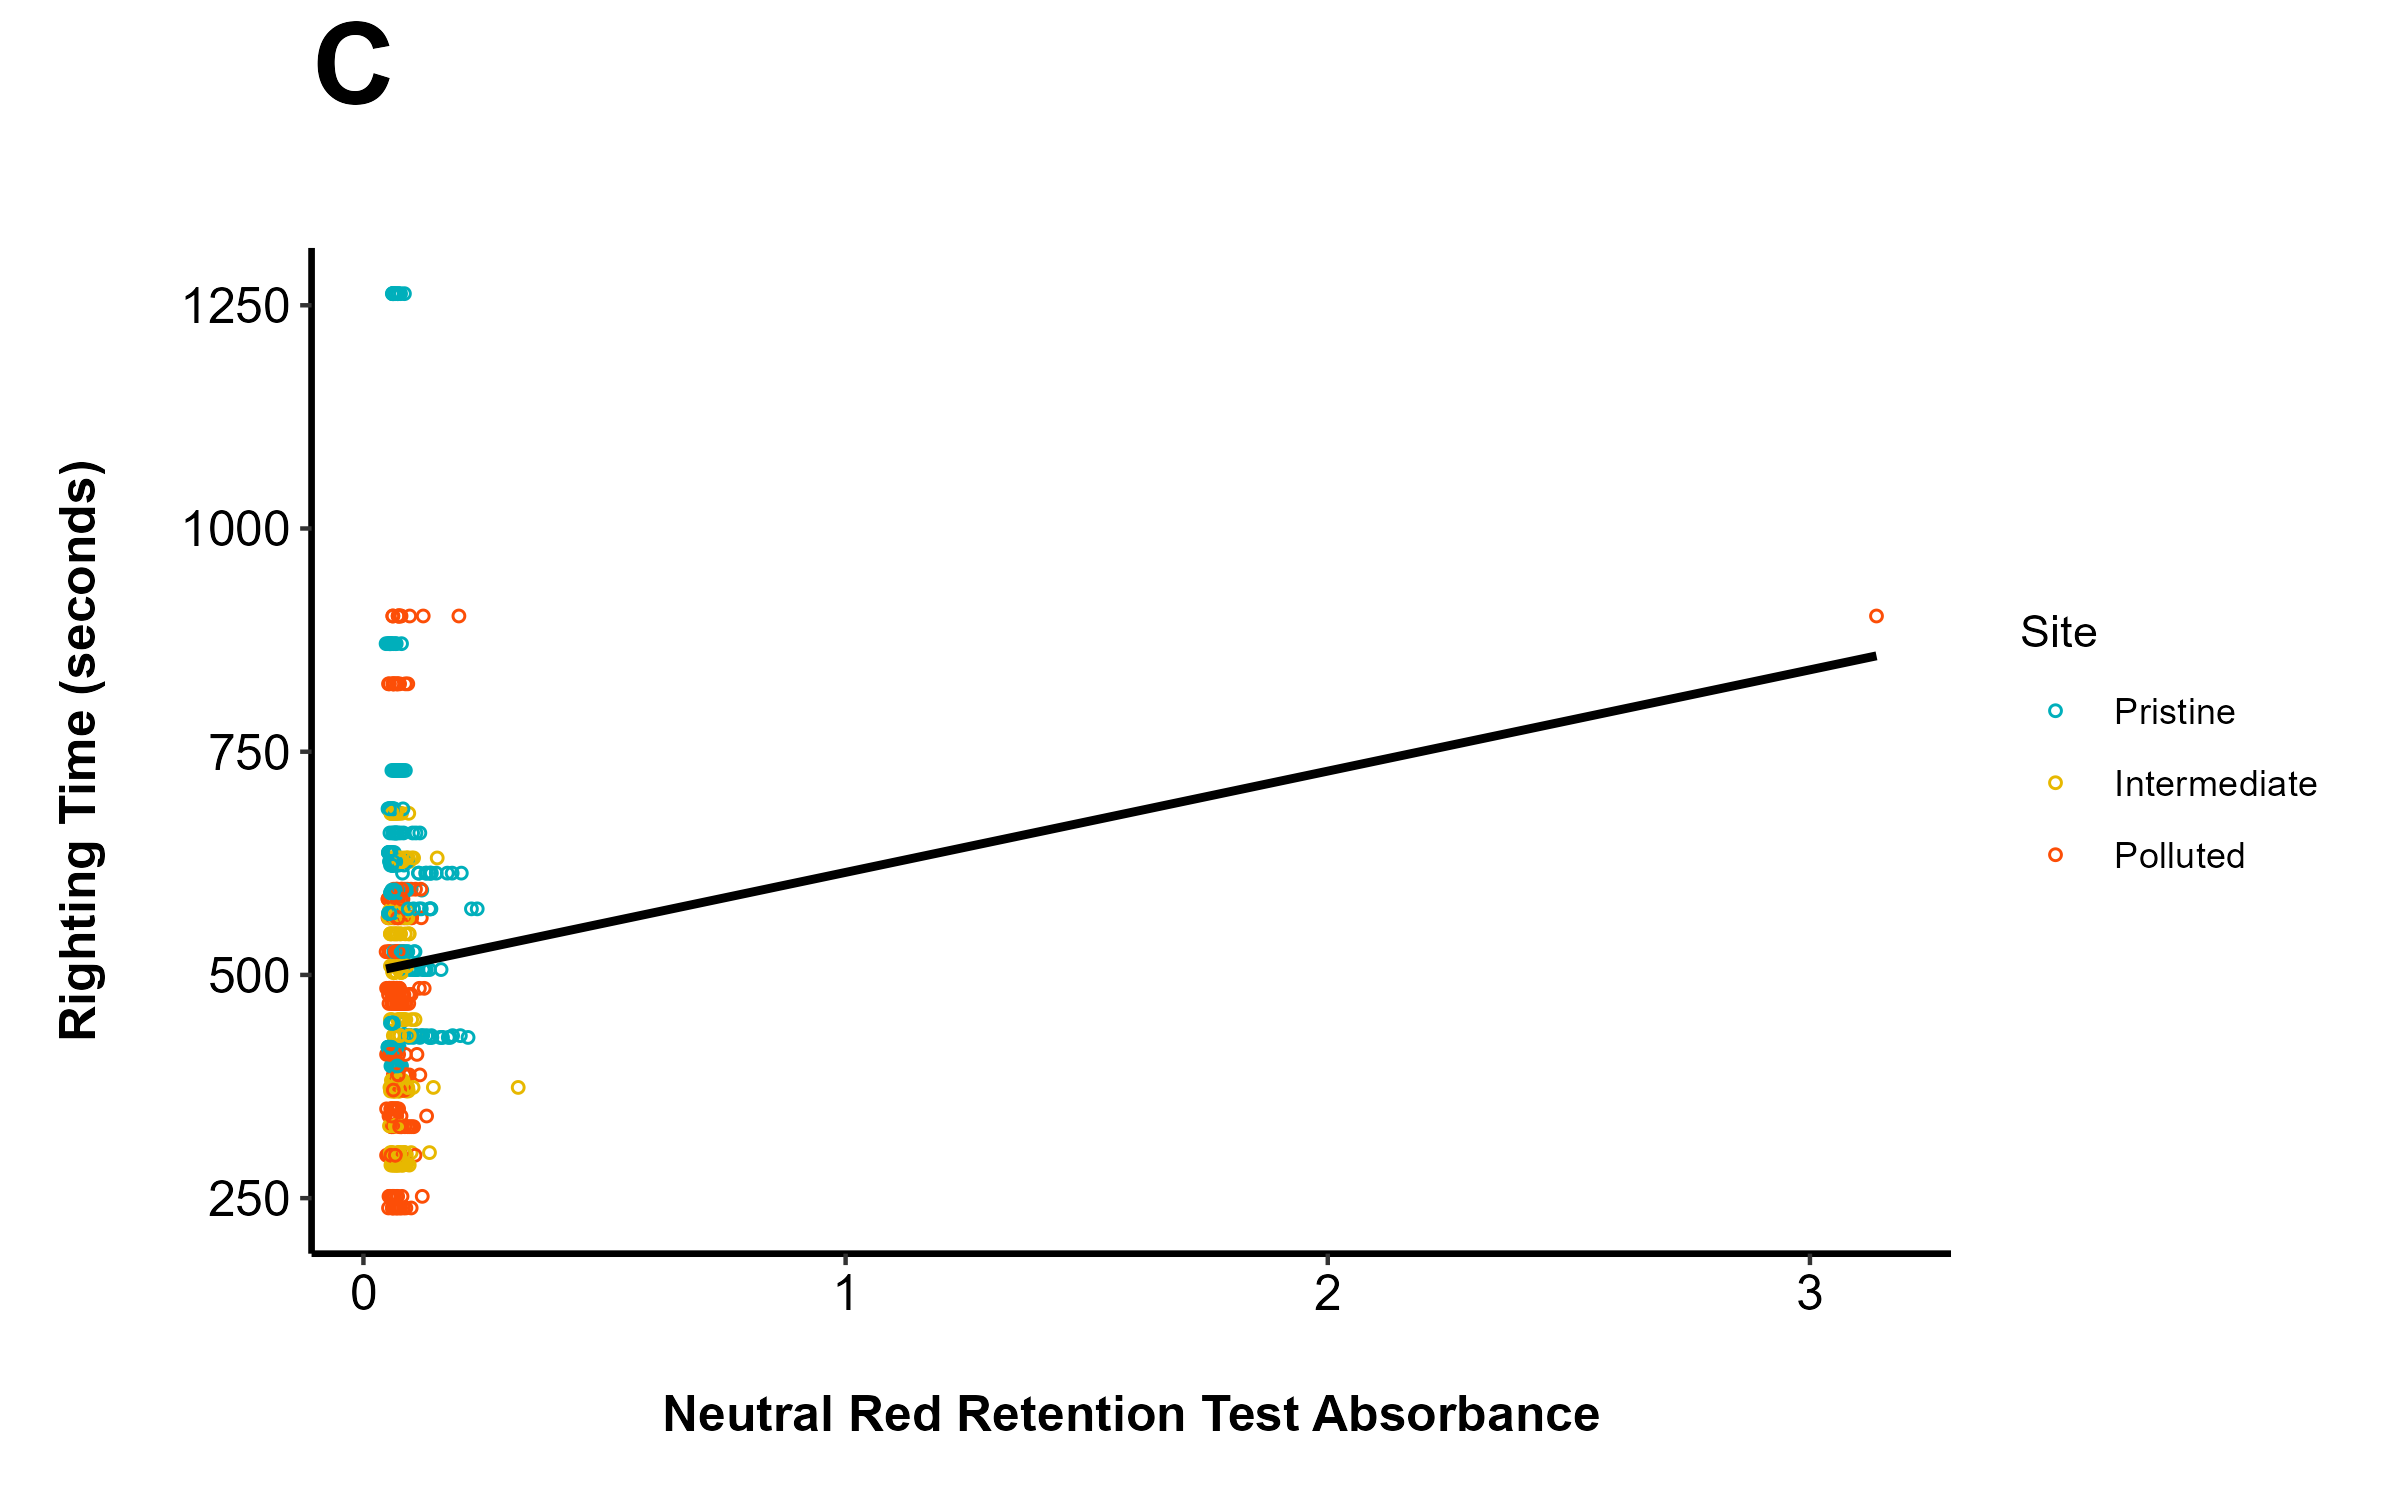 C
Righting Time (seconds)
1250
1000
750
500
250
0
1
2
3
Neutral Red Retention Test Absorbance
Site
Pristine
Intermediate
Polluted